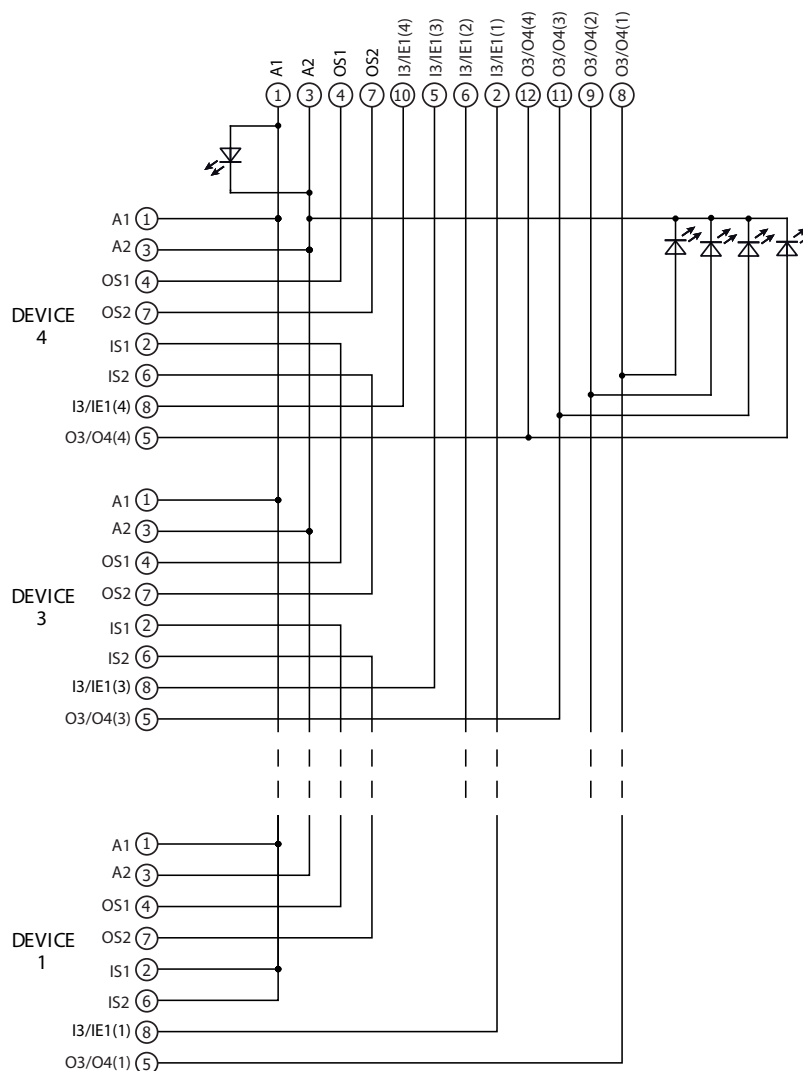 A1
A2
OS1
OS2
I3/IE1(4)
I3/IE1(3)
I3/IE1(2)
I3/IE1(1)
O3/O4(4)
O3/O4(3)
O3/O4(2)
O3/O4(1)
1 3 4 7 10 5 6 2 12 11 9 8
DEVICE
4
A1 1
A2 3
OS1 4
OS2 7
IS1 2
IS2 6
I3/IE1(4) 8
O3/O4(4) 5
DEVICE
3
A1 1
A2 3
OS1 4
OS2 7
IS1 2
IS2 6
I3/IE1(3) 8
O3/O4(3) 5
DEVICE
1
A1 1
A2 3
OS1 4
OS2 7
IS1 2
IS2 6
I3/IE1(1) 8
O3/O4(1) 5